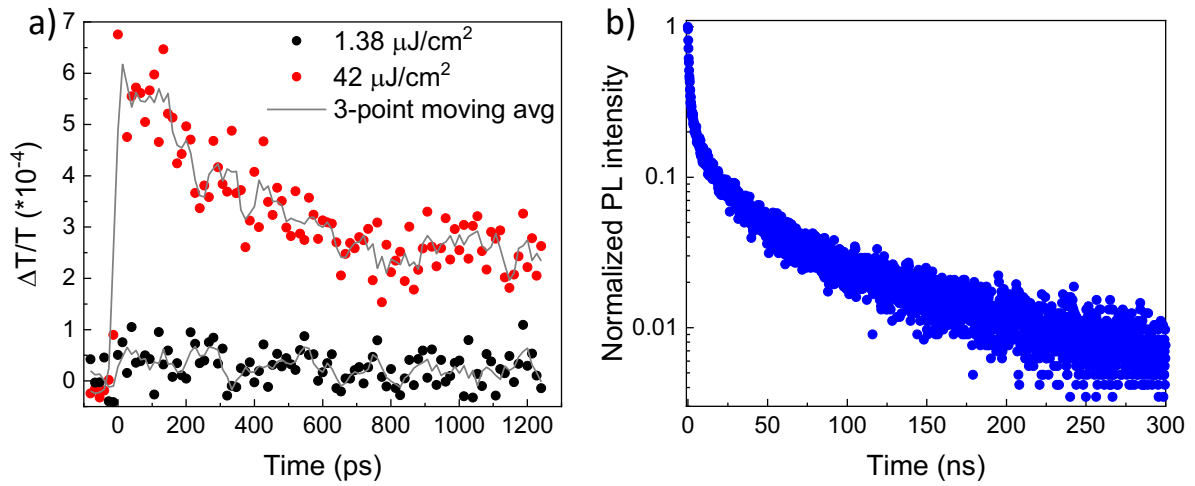 a)
7
6
5
4
3
2
1
0
ΔT/T (*10⁻⁴)
1.38 μJ/cm²
42 μJ/cm²
3-point moving avg
0 200 400 600 800 1000 1200
Time (ps)
b)
1
0.1
0.01
Normalized PL intensity
0 50 100 150 200 250 300
Time (ns)